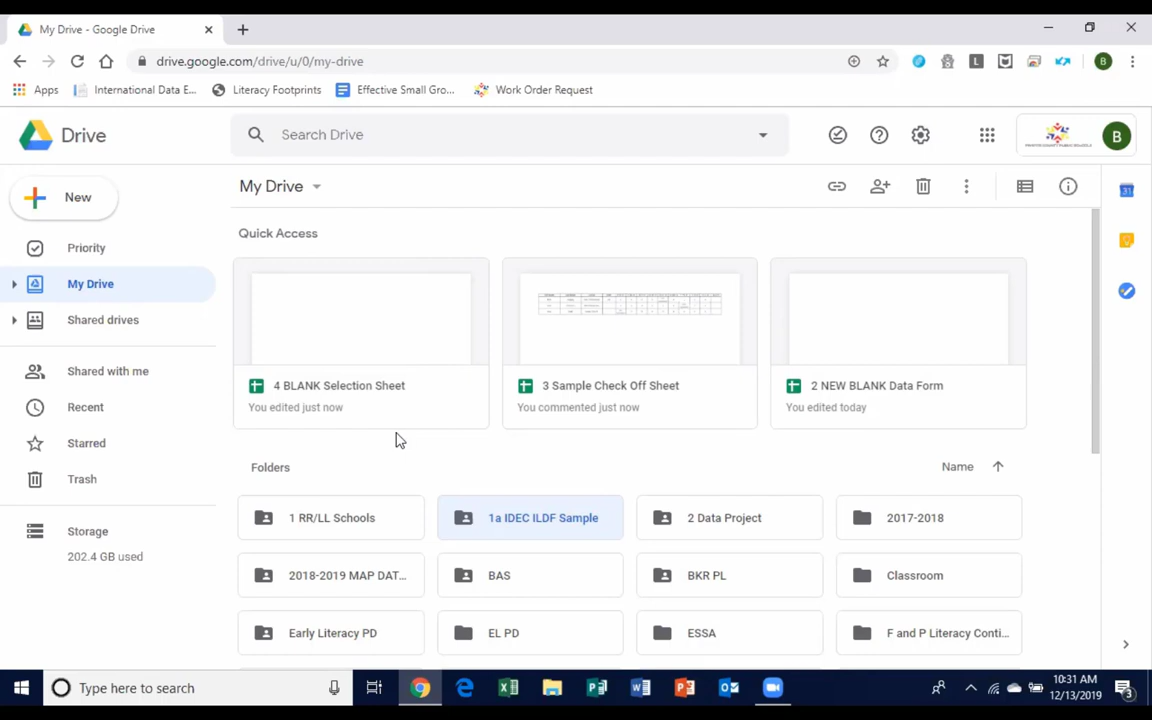 My Drive - Google Drive
drive.google.com/drive/u/0/my-drive
B
Apps
International Data E...
Literacy Footprints
Effective Small Gro...
Work Order Request
Drive
Search Drive
B
New
My Drive
Quick Access
Priority
My Drive
Shared drives
Shared with me
Recent
Starred
Trash
Storage
202.4 GB used
4 BLANK Selection Sheet
You edited just now
3 Sample Check Off Sheet
You commented just now
2 NEW BLANK Data Form
You edited today
Folders
Name
1 RR/LL Schools
1a IDEC ILDF Sample
2 Data Project
2017-2018
2018-2019 MAP DAT...
BAS
BKR PL
Classroom
Early Literacy PD
EL PD
ESSA
F and P Literacy Conti...
31
Type here to search
10:31 AM
12/13/2019
3